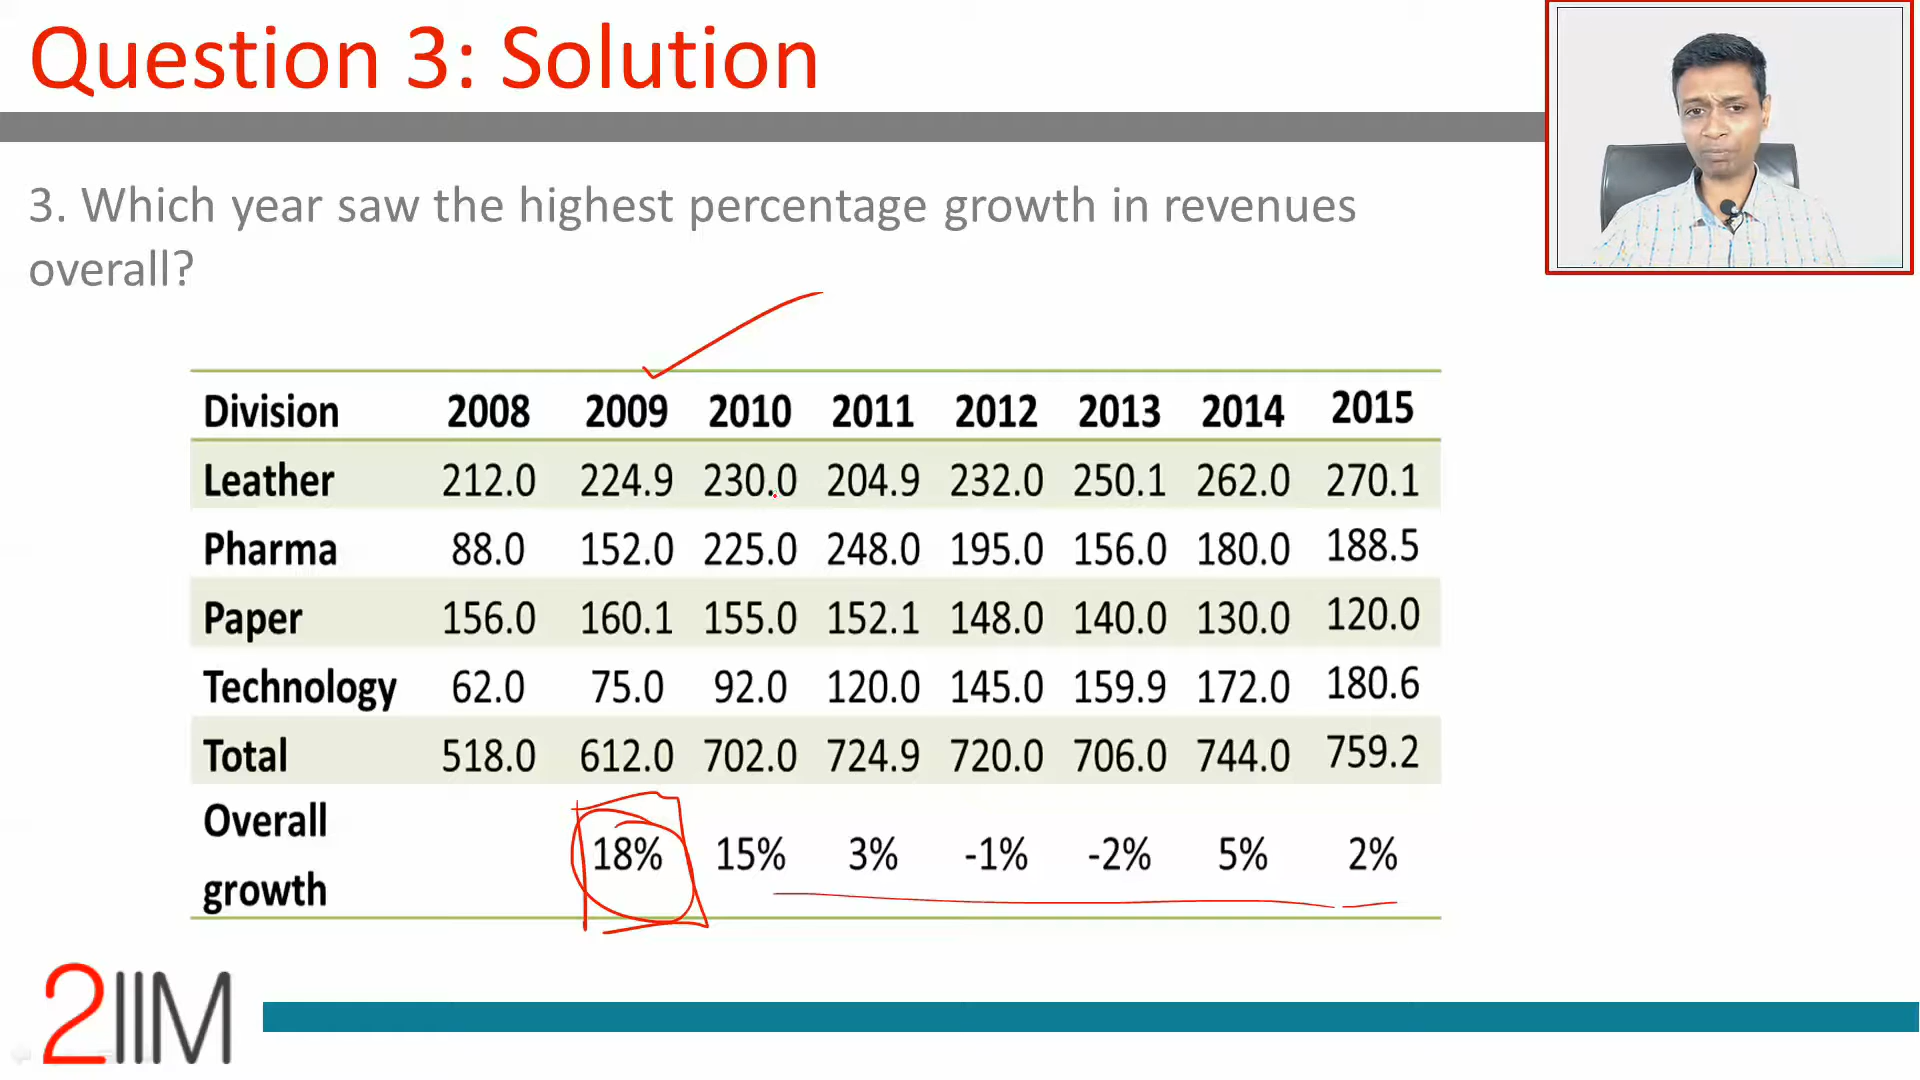 Question 3: Solution
3. Which year saw the highest percentage growth in revenues
overall?
Division 2008 2009 2010 2011 2012 2013 2014 2015
Leather 212.0 224.9 230.0 204.9 232.0 250.1 262.0 270.1
Pharma 88.0 152.0 225.0 248.0 195.0 156.0 180.0 188.5
Paper 156.0 160.1 155.0 152.1 148.0 140.0 130.0 120.0
Technology 62.0 75.0 92.0 120.0 145.0 159.9 172.0 180.6
Total 518.0 612.0 702.0 724.9 720.0 706.0 744.0 759.2
Overall
growth 18% 15% 3% -1% -2% 5% 2%
2IIM